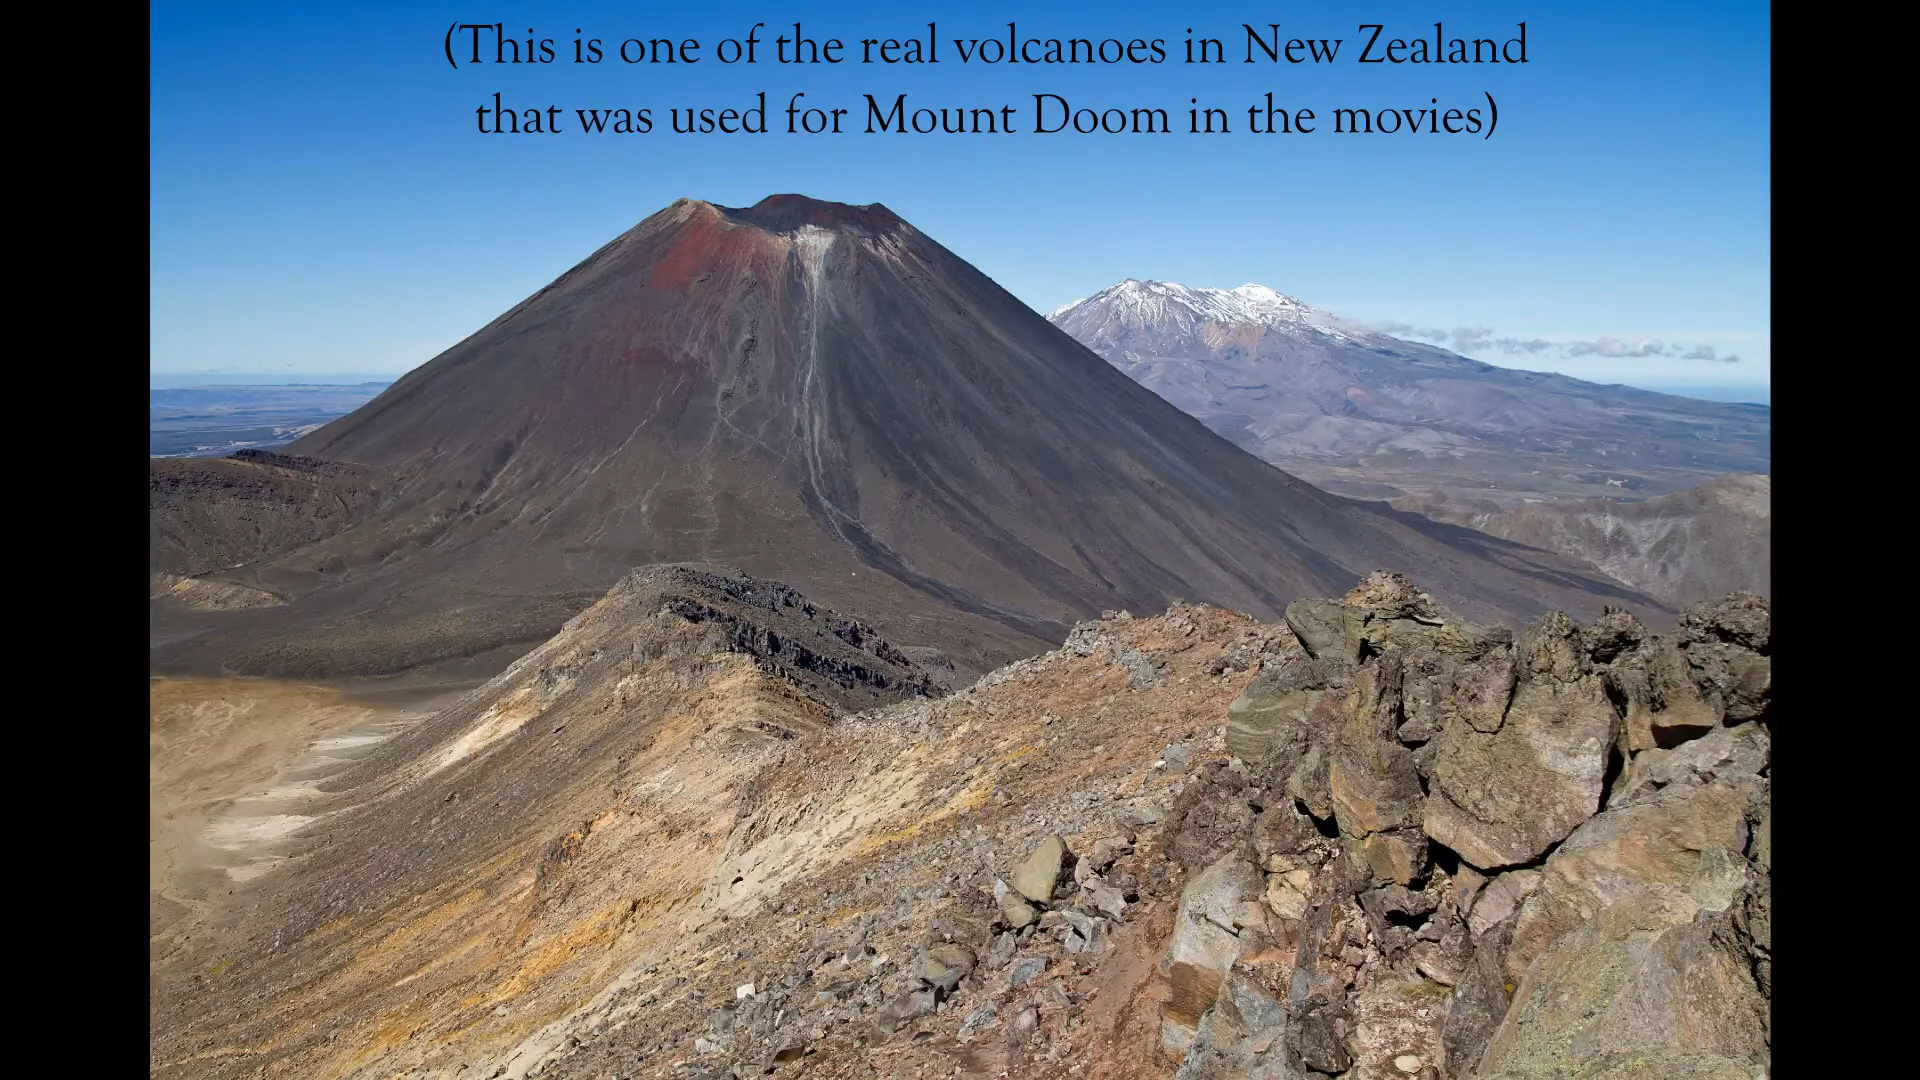 (This is one of the real volcanoes in New Zealand
that was used for Mount Doom in the movies)